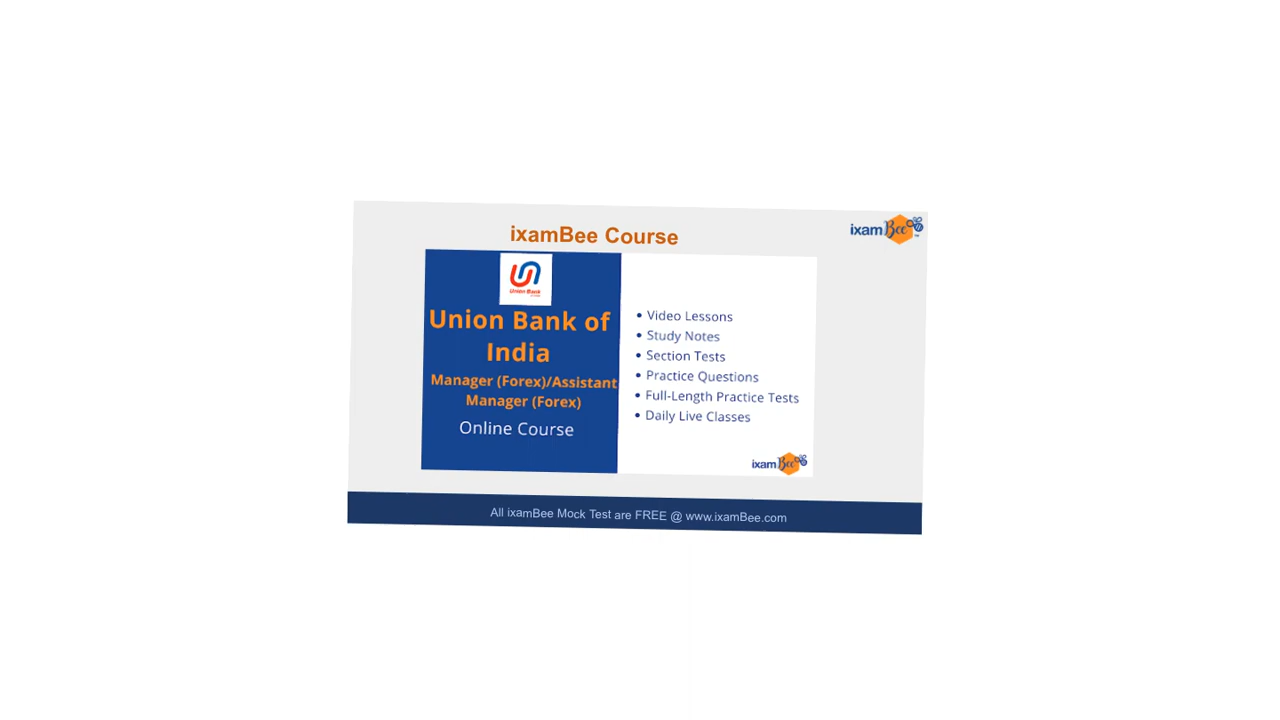 ixamBee Course
ixamBee
Union Bank
Union Bank of
India
Manager (Forex)/Assistant
Manager (Forex)
Online Course
• Video Lessons
• Study Notes
• Section Tests
• Practice Questions
• Full-Length Practice Tests
• Daily Live Classes
ixamBee
All ixamBee Mock Test are FREE @ www.ixamBee.com